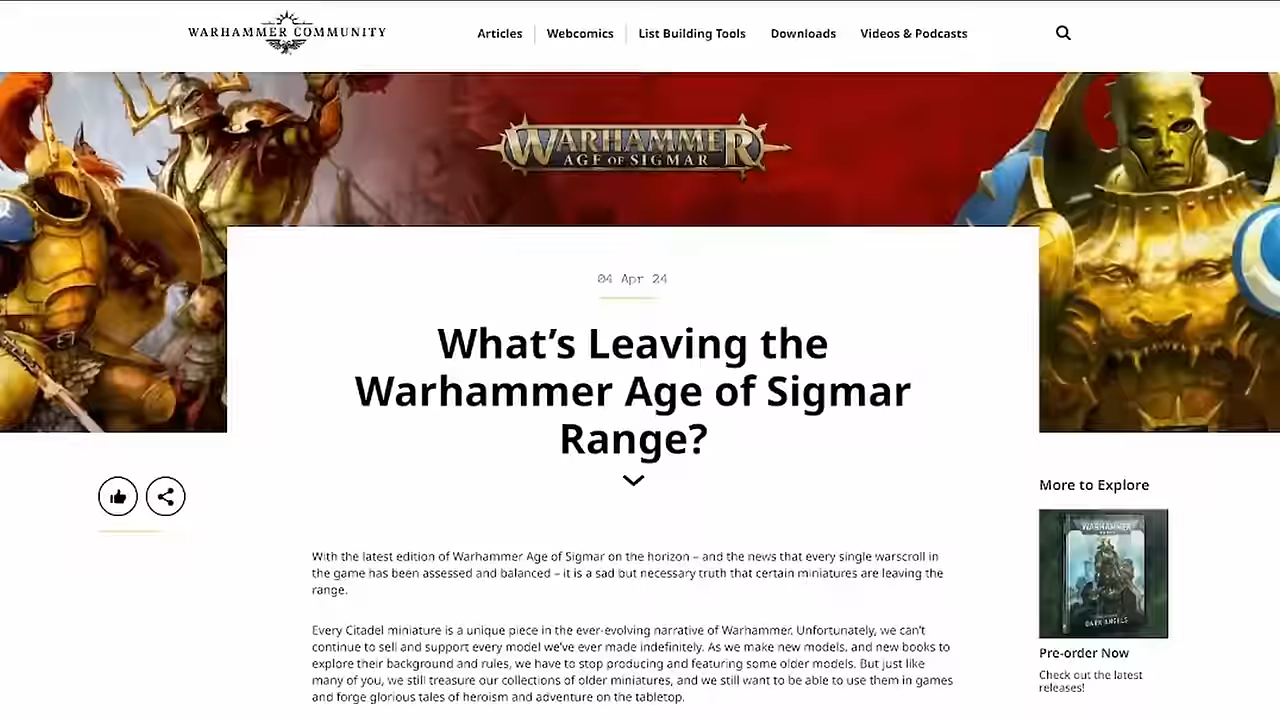 WARHAMMER COMMUNITY
Articles
Webcomics
List Building Tools
Downloads
Videos & Podcasts
WARHAMMER
AGE OF SIGMAR
04 Apr 24
What's Leaving the
Warhammer Age of Sigmar
Range?
With the latest edition of Warhammer Age of Sigmar on the horizon – and the news that every single warscroll in
the game has been assessed and balanced – it is a sad but necessary truth that certain miniatures are leaving the
range.
Every Citadel miniature is a unique piece in the ever-evolving narrative of Warhammer. Unfortunately, we can't
continue to sell and support every model we've ever made indefinitely. As we make new models, and new books to
explore their background and rules, we have to stop producing and featuring some older models. But just like
many of you, we still treasure our collections of older miniatures, and we still want to be able to use them in games
and forge glorious tales of heroism and adventure on the tabletop.
More to Explore
WARHAMMER
DARK ANGELS
Pre-order Now
Check out the latest
releases!